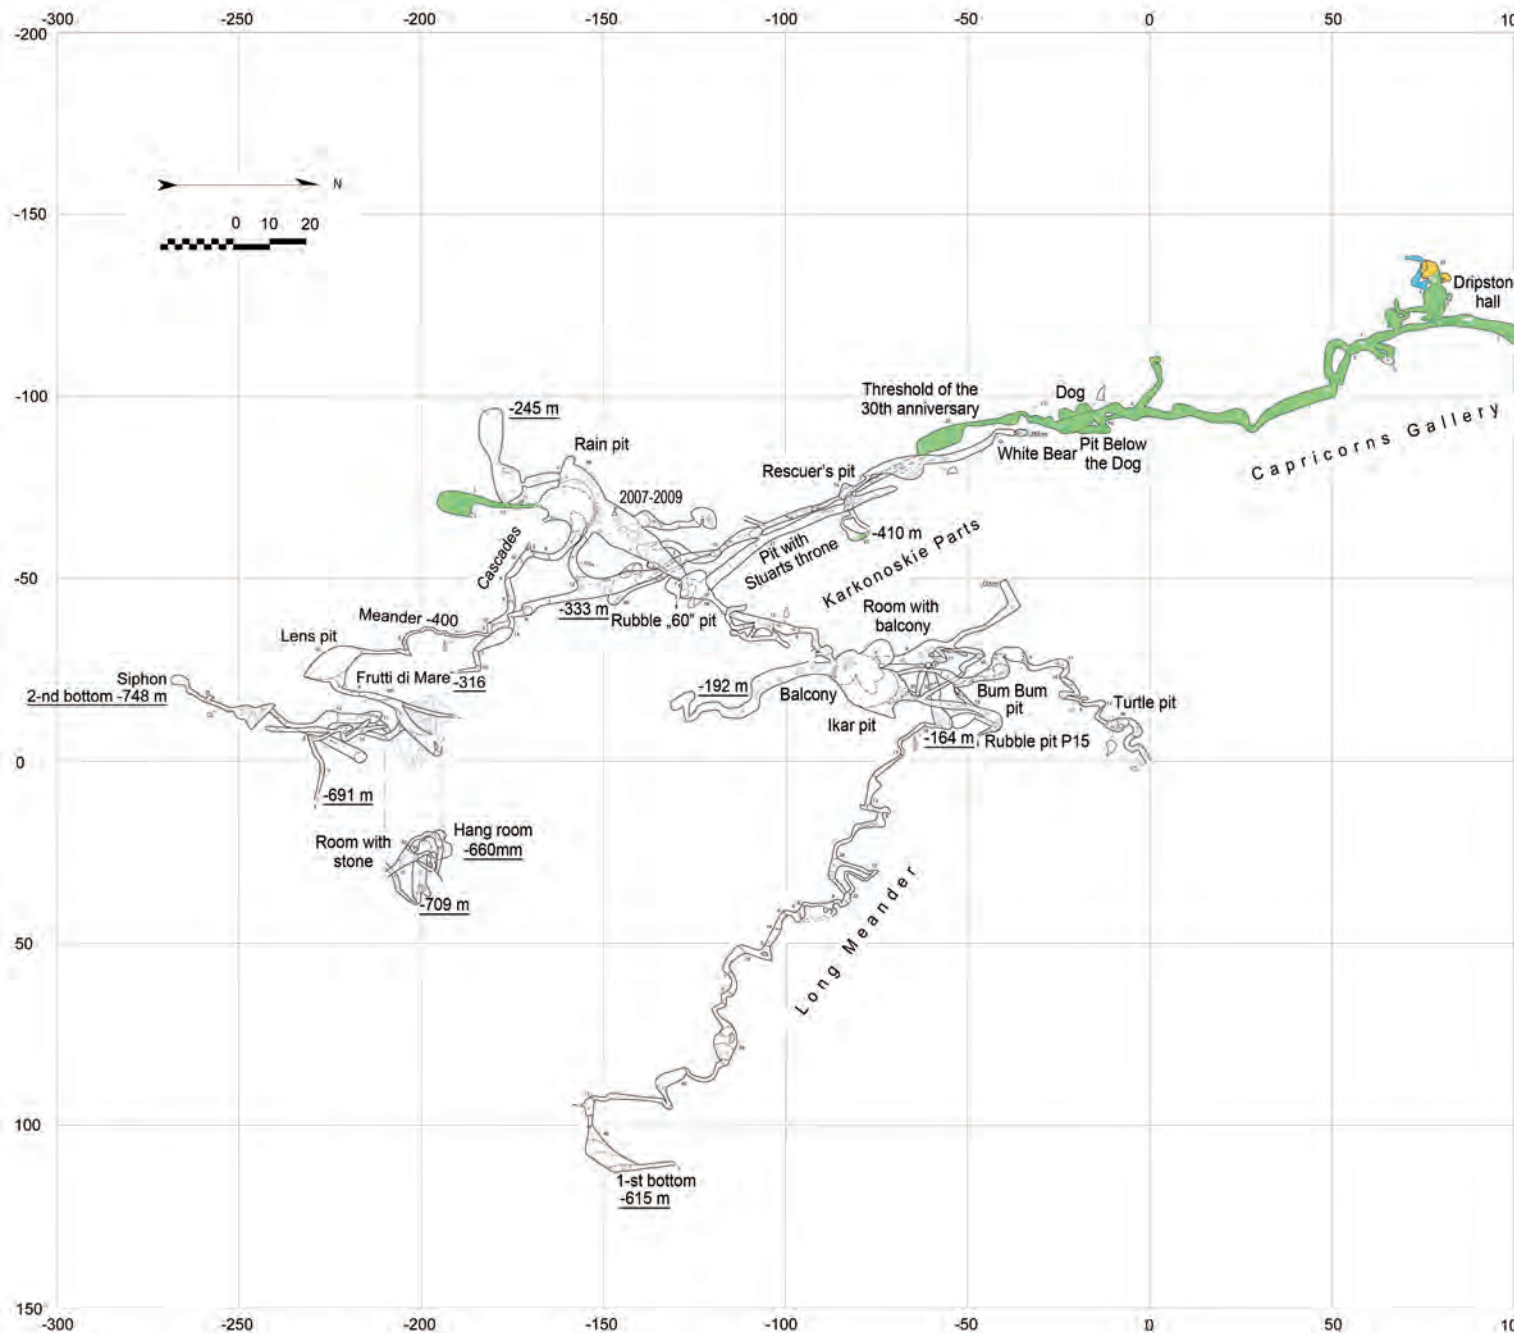 -300 -250 -200 -150 -100 -50 0 50 10
-200
N
-150
0 10 20
Dripston
hall
Threshold of the
30th anniversary
Dog
-100
-245 m
Capricorns Gallery
Rain pit
White Bear
Pit Below
the Dog
Rescuer's pit
2007-2009
-410 m
Cascades
Pit with
Stuarts throne
Karkonoskie Parts
-50
Room with
balcony
Meander -400
-333 m
Rubble „60" pit
Lens pit
Siphon
2-nd bottom -748 m
Frutti di Mare
-316
-192 m
Balcony
Bum Bum
pit
Turtle pit
Ikar pit
-164 m
Rubble pit P15
0
-691 m
Room with
stone
Hang room
-660mm
-709 m
Long Meander
50
100
1-st bottom
-615 m
150
-300 -250 -200 -150 -100 -50 0 50 10